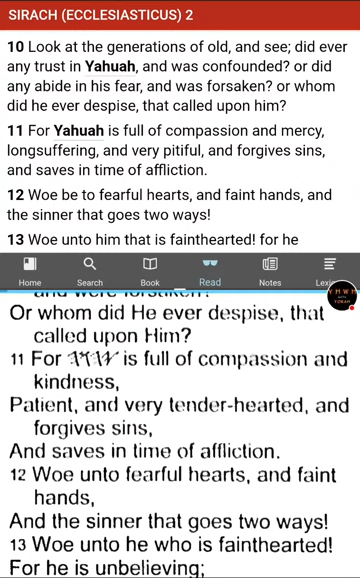 SIRACH (ECCLESIASTICUS) 2
10 Look at the generations of old, and see; did ever
any trust in Yahuah, and was confounded? or did
any abide in his fear, and was forsaken? or whom
did he ever despise, that called upon him?
11 For Yahuah is full of compassion and mercy,
longsuffering, and very pitiful, and forgives sins,
and saves in time of affliction.
12 Woe be to fearful hearts, and faint hands, and
the sinner that goes two ways!
13 Woe unto him that is fainthearted! for he
Home Search Book Read Notes Lexi
and were forsaken?
Or whom did He ever despise, that
called upon Him?
11 For 𐤉𐤄𐤅𐤄 is full of compassion and
kindness,
Patient, and very tender-hearted, and
forgives sins,
And saves in time of affliction.
12 Woe unto fearful hearts, and faint
hands,
And the sinner that goes two ways!
13 Woe unto he who is fainthearted!
For he is unbelieving;